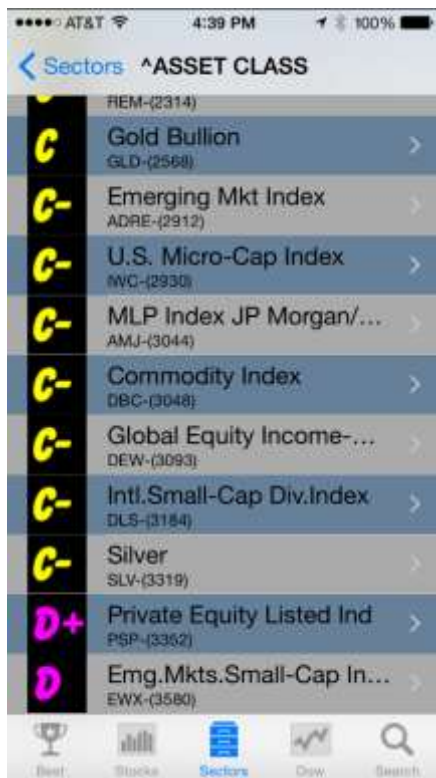 AT&T 4:39 PM 100%
Sectors ^ASSET CLASS
REM-(2314)
C Gold Bullion
GLD-(2568)
C- Emerging Mkt Index
ADRE-(2912)
C- U.S. Micro-Cap Index
IWC-(2930)
C- MLP Index JP Morgan/...
AMJ-(3044)
C- Commodity Index
DBC-(3048)
C- Global Equity Income-...
DEW-(3093)
C- Intl.Small-Cap Div.Index
DLS-(3184)
C- Silver
SLV-(3319)
D+ Private Equity Listed Ind
PSP-(3352)
D Emg.Mkts.Small-Cap In...
EWX-(3580)
Best Stocks Sectors Dow Search